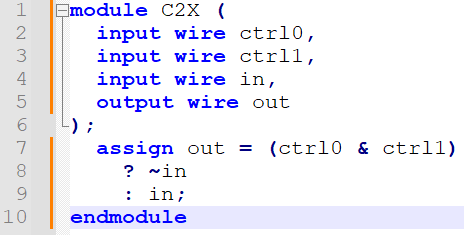 1 module C2X (
2 input wire ctrl0,
3 input wire ctrl1,
4 input wire in,
5 output wire out
6 );
7 assign out = (ctrl0 & ctrl1)
8 ? ~in
9 : in;
10 endmodule